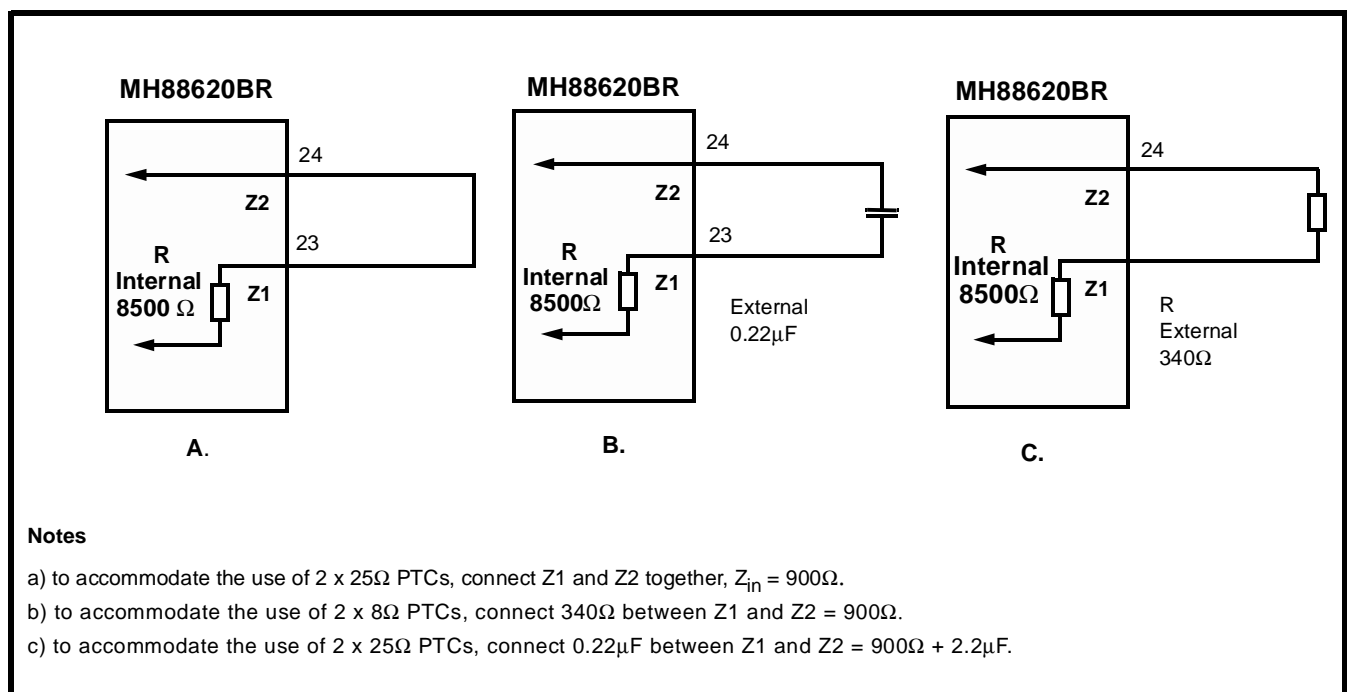 MH88620BR
24
Z2
23
R
Internal
8500 Ω
Z1
A.
MH88620BR
24
Z2
23
R
Internal
8500Ω
Z1
External
0.22µF
B.
MH88620BR
24
Z2
R
Internal
8500Ω
Z1
R
External
340Ω
C.
Notes
a) to accommodate the use of 2 x 25Ω PTCs, connect Z1 and Z2 together, Zin = 900Ω.
b) to accommodate the use of 2 x 8Ω PTCs, connect 340Ω between Z1 and Z2 = 900Ω.
c) to accommodate the use of 2 x 25Ω PTCs, connect 0.22µF between Z1 and Z2 = 900Ω + 2.2µF.